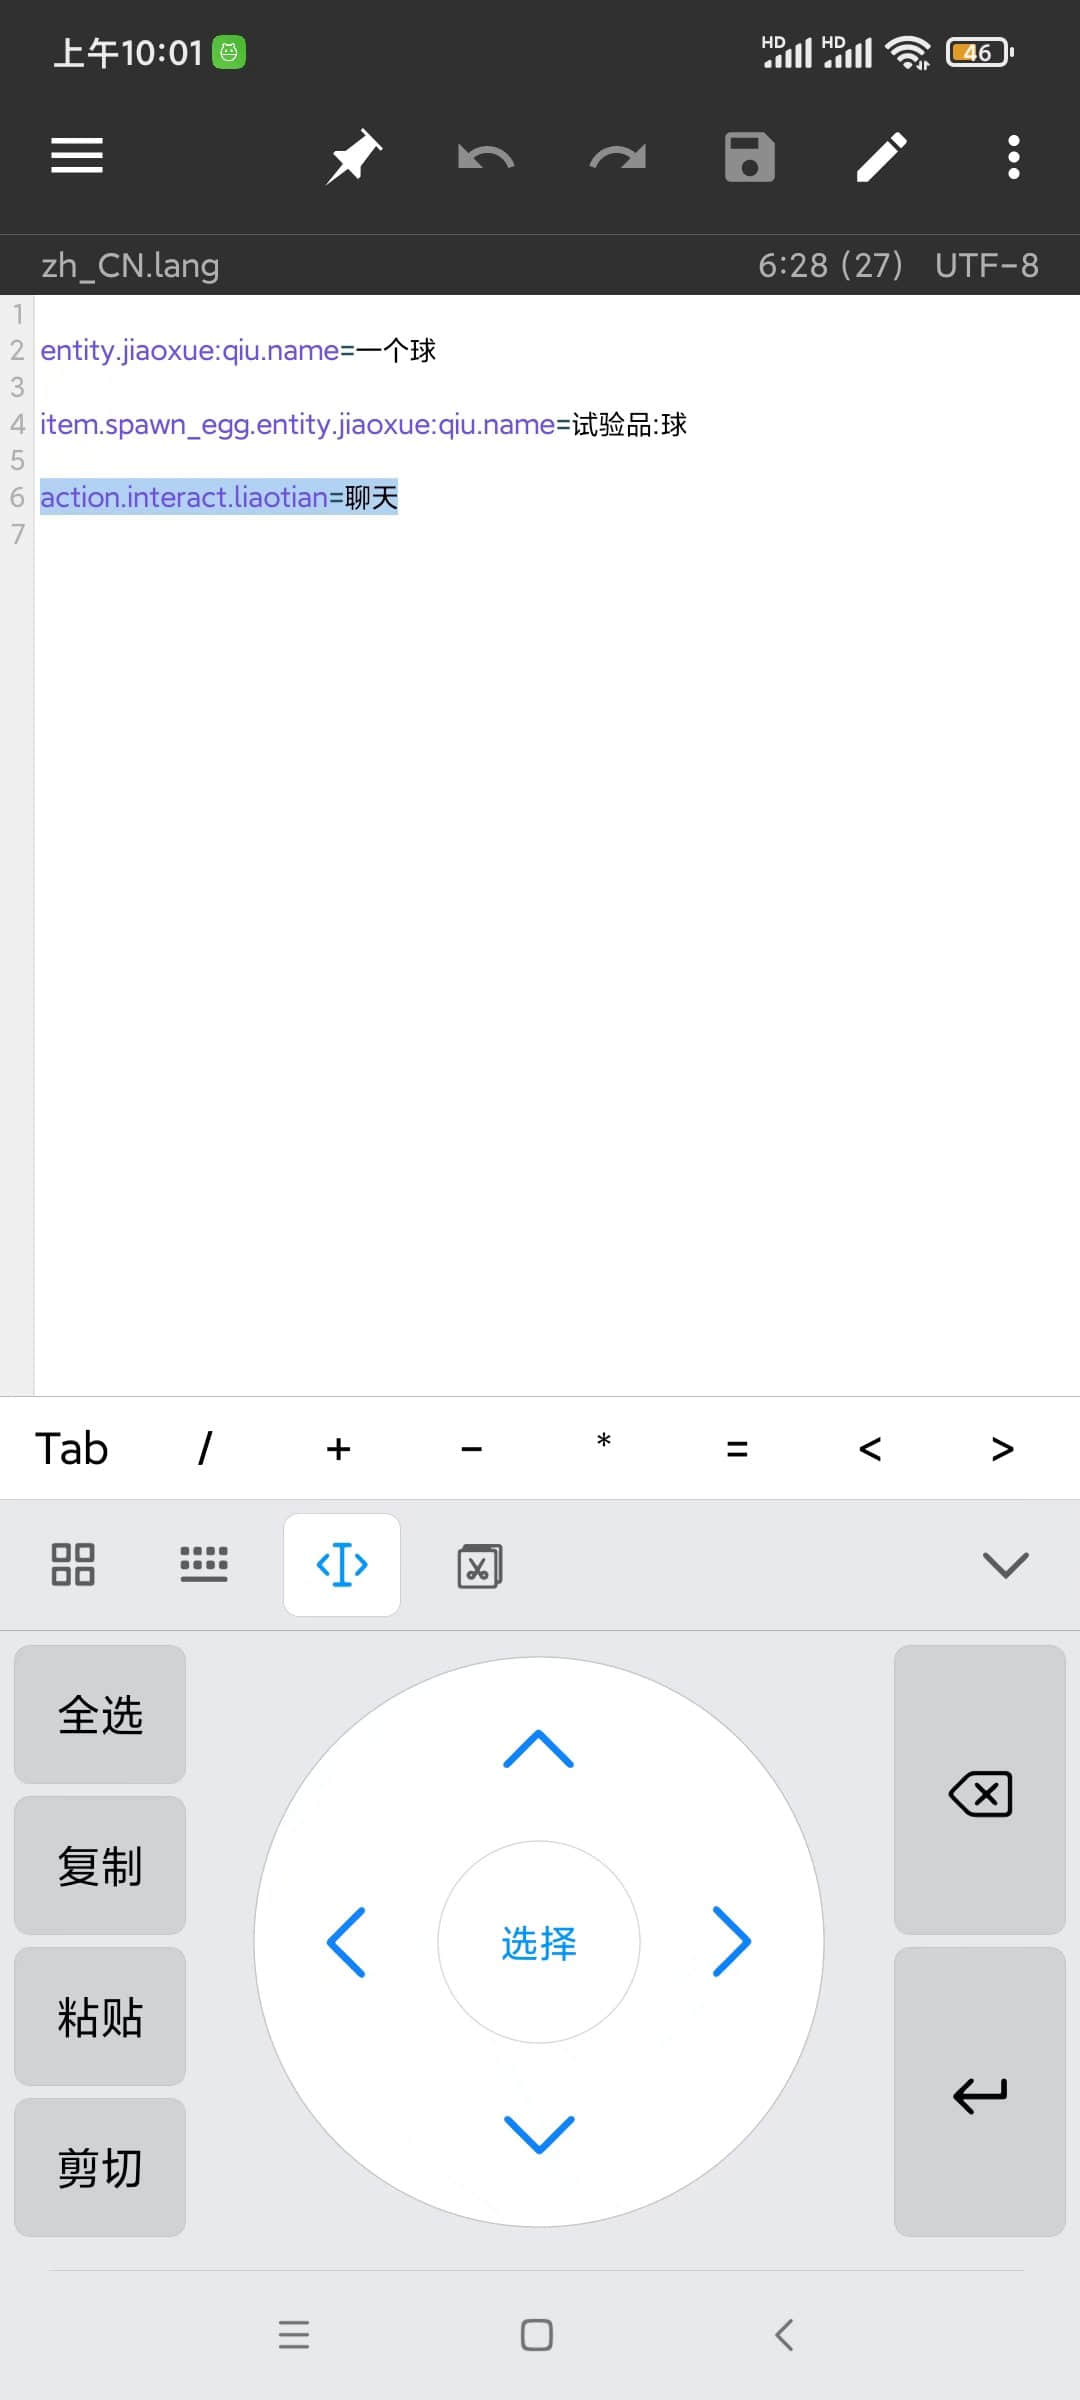 上午10:01
HD HD 46
zh_CN.lang 6:28 (27) UTF-8
1
2 entity.jiaoxue:qiu.name=一个球
3
4 item.spawn_egg.entity.jiaoxue:qiu.name=试验品:球
5
6 action.interact.liaotian=聊天
7
Tab / + - * = < >
全选
复制
选择
粘贴
剪切